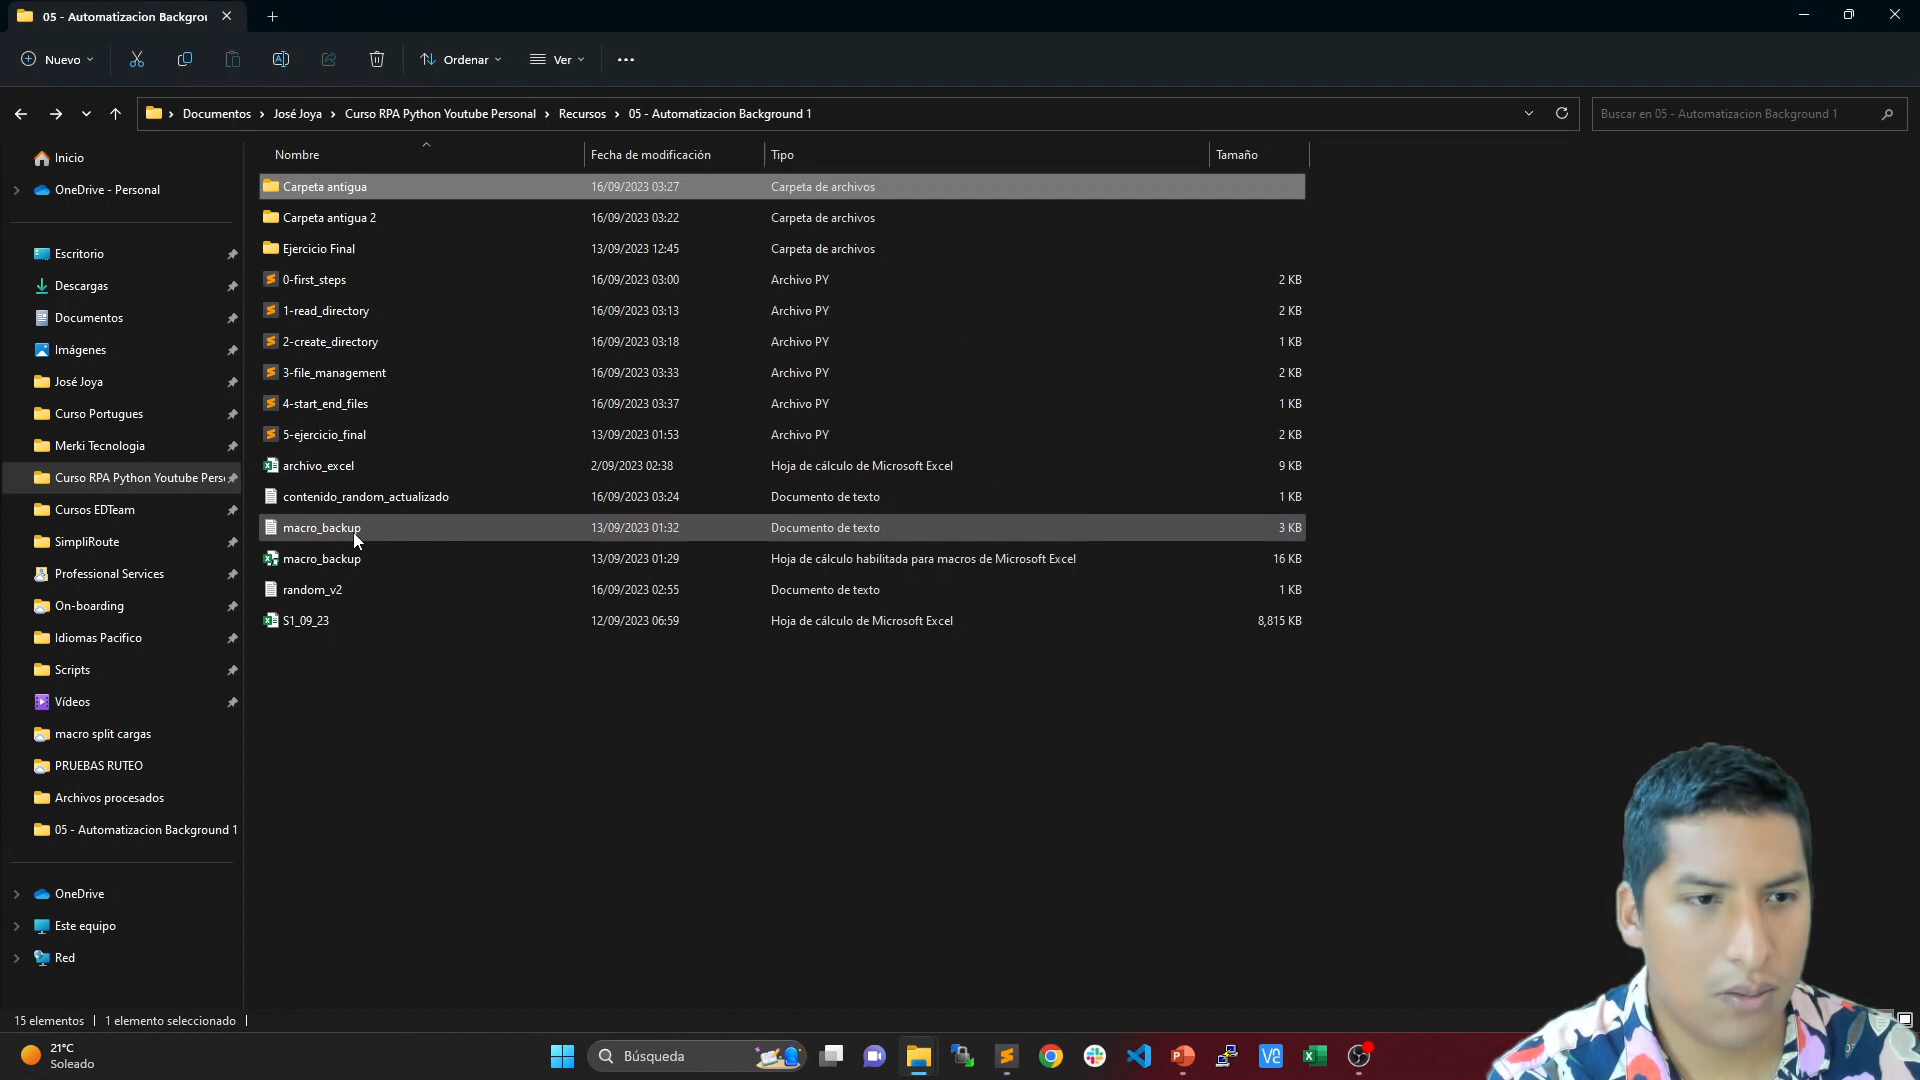 05 - Automatizacion Backgrou
Nuevo
Ordenar
Ver
Documentos
José Joya
Curso RPA Python Youtube Personal
Recursos
05 - Automatizacion Background 1
Buscar en 05 - Automatizacion Background 1
Nombre Fecha de modificación Tipo Tamaño
Inicio
OneDrive - Personal
Escritorio
Descargas
Documentos
Imágenes
José Joya
Curso Portugues
Merki Tecnologia
Curso RPA Python Youtube Pers
Cursos EDTeam
SimpliRoute
Professional Services
On-boarding
Idiomas Pacifico
Scripts
Vídeos
macro split cargas
PRUEBAS RUTEO
Archivos procesados
05 - Automatizacion Background 1
OneDrive
Este equipo
Red
Carpeta antigua 16/09/2023 03:27 Carpeta de archivos
Carpeta antigua 2 16/09/2023 03:22 Carpeta de archivos
Ejercicio Final 13/09/2023 12:45 Carpeta de archivos
0-first_steps 16/09/2023 03:00 Archivo PY 2 KB
1-read_directory 16/09/2023 03:13 Archivo PY 2 KB
2-create_directory 16/09/2023 03:18 Archivo PY 1 KB
3-file_management 16/09/2023 03:33 Archivo PY 2 KB
4-start_end_files 16/09/2023 03:37 Archivo PY 1 KB
5-ejercicio_final 13/09/2023 01:53 Archivo PY 2 KB
archivo_excel 2/09/2023 02:38 Hoja de cálculo de Microsoft Excel 9 KB
contenido_random_actualizado 16/09/2023 03:24 Documento de texto 1 KB
macro_backup 13/09/2023 01:32 Documento de texto 3 KB
macro_backup 13/09/2023 01:29 Hoja de cálculo habilitada para macros de Microsoft Excel 16 KB
random_v2 16/09/2023 02:55 Documento de texto 1 KB
S1_09_23 12/09/2023 06:59 Hoja de cálculo de Microsoft Excel 8,815 KB
15 elementos
1 elemento seleccionado
21°C
Soleado
Búsqueda